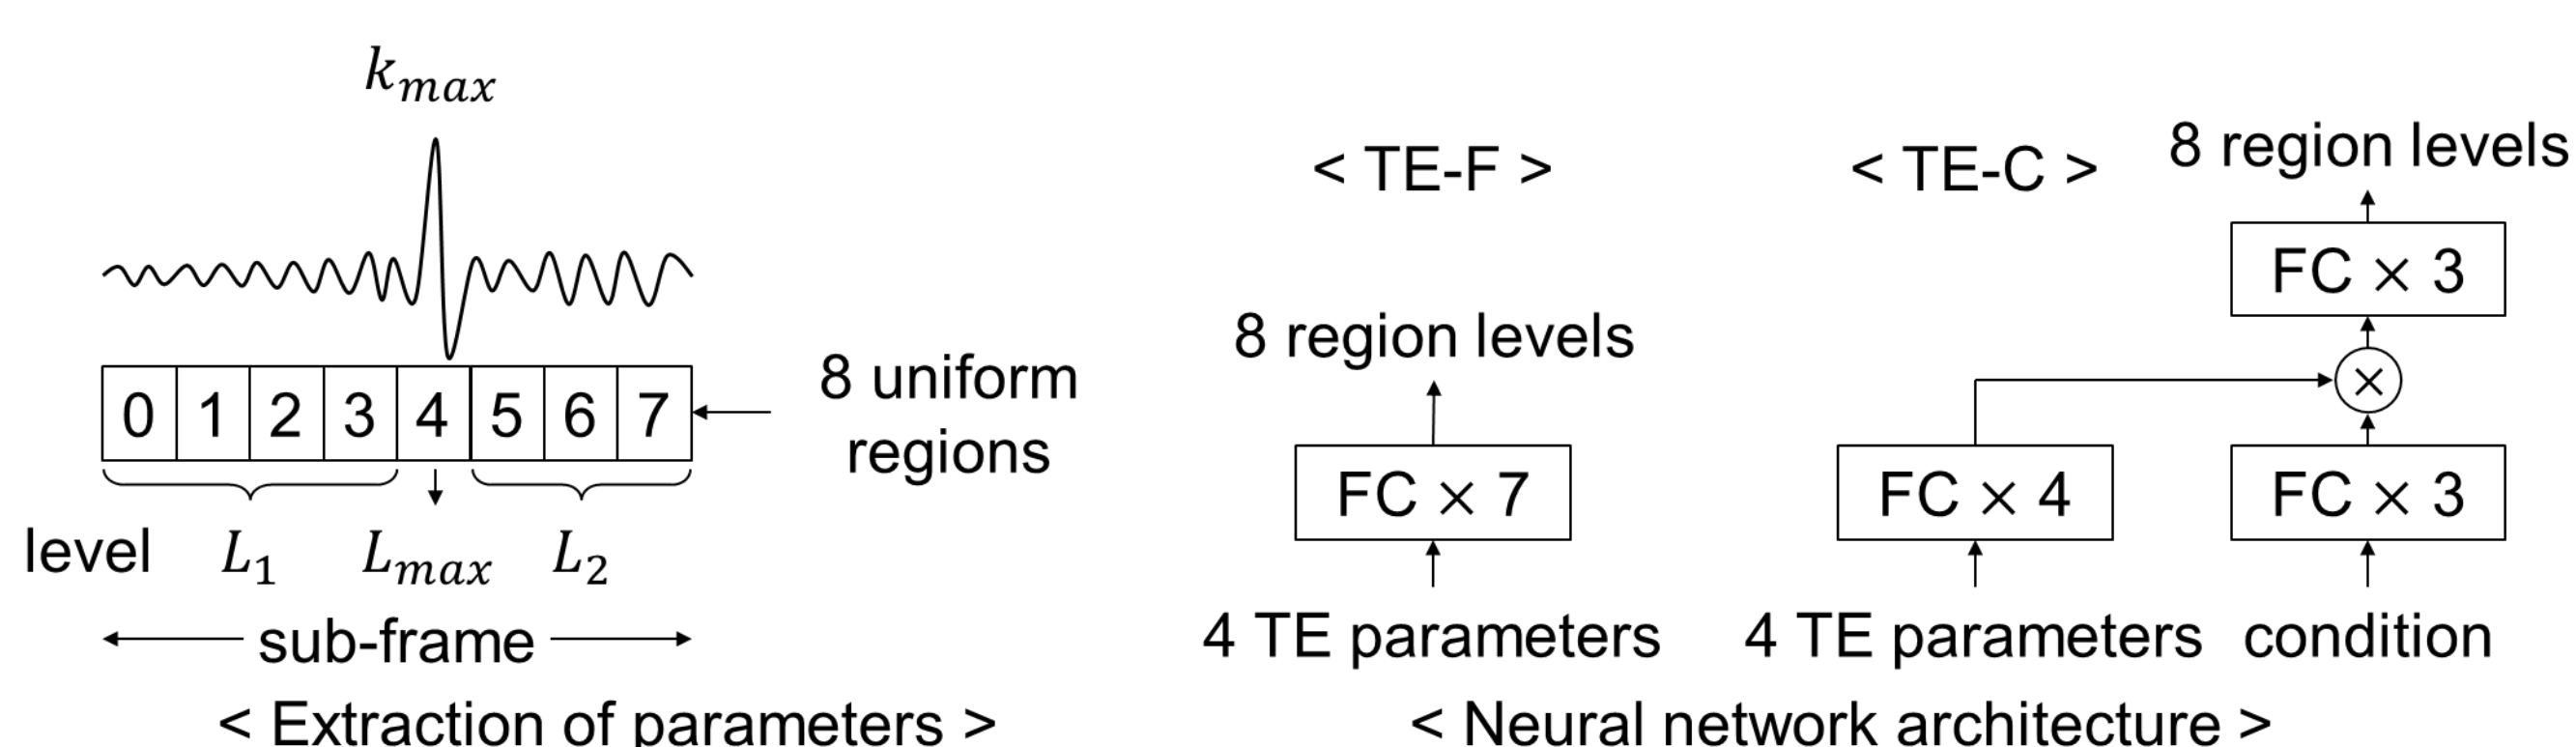 k_max
0 1 2 3 4 5 6 7
8 uniform
regions
level L_1 L_max L_2
sub-frame
< Extraction of parameters >
< TE-F >
8 region levels
FC × 7
4 TE parameters
< TE-C >
8 region levels
FC × 3
×
FC × 4
FC × 3
4 TE parameters
condition
< Neural network architecture >